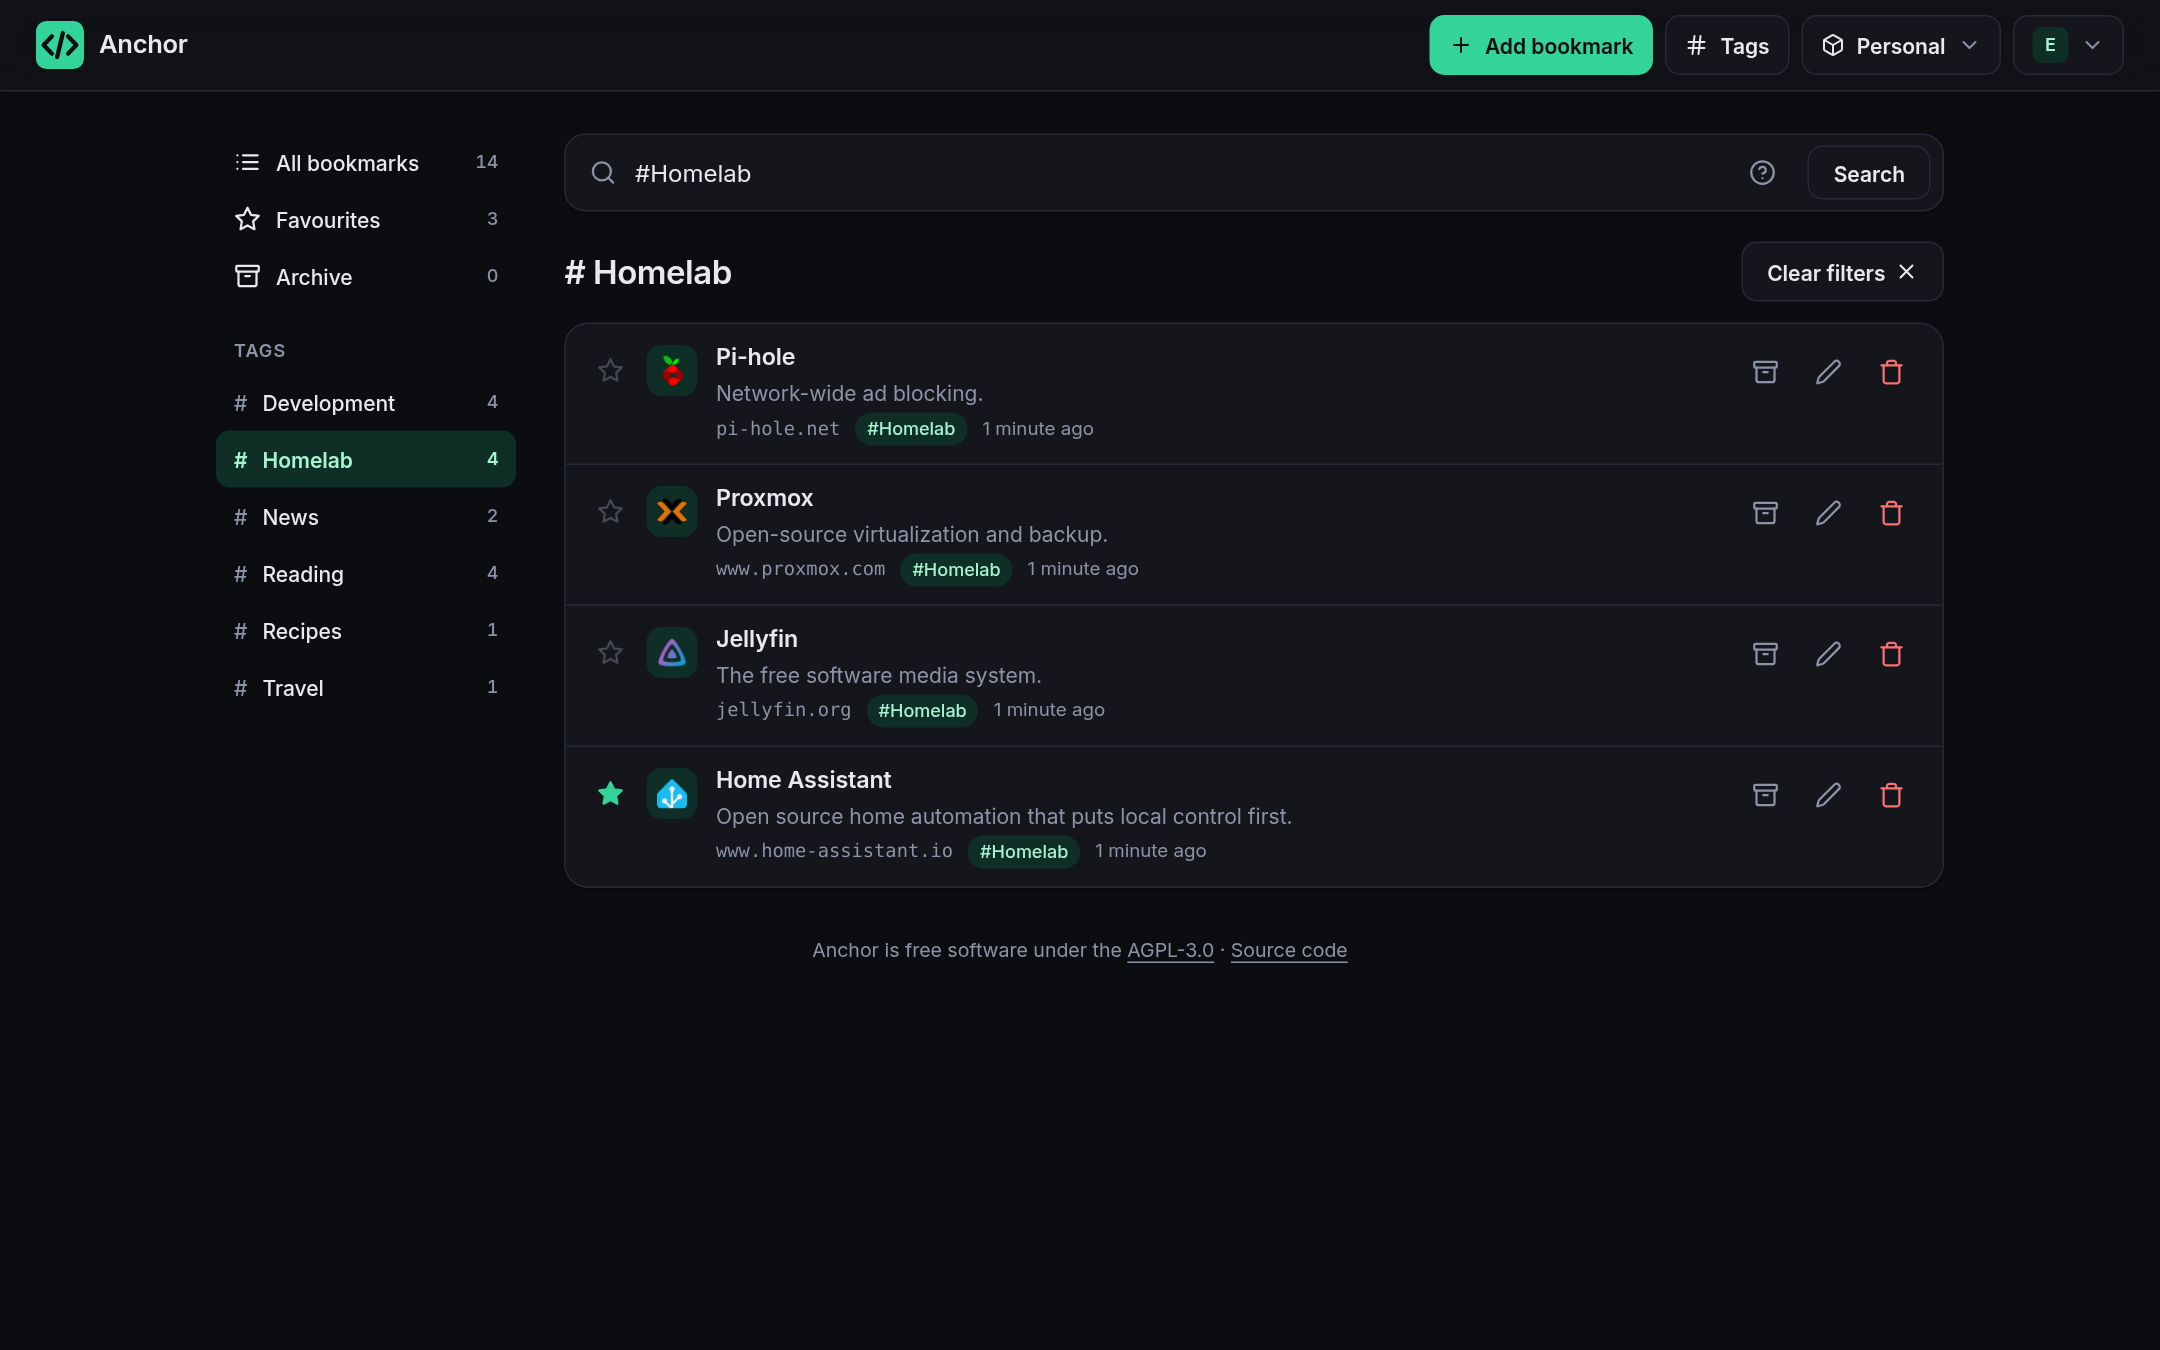 Anchor
Add bookmark
# Tags
Personal
E
All bookmarks 14
Favourites 3
Archive 0
TAGS
# Development 4
# Homelab 4
# News 2
# Reading 4
# Recipes 1
# Travel 1
#Homelab
Search
# Homelab
Clear filters
Pi-hole
Network-wide ad blocking.
pi-hole.net #Homelab 1 minute ago
Proxmox
Open-source virtualization and backup.
www.proxmox.com #Homelab 1 minute ago
Jellyfin
The free software media system.
jellyfin.org #Homelab 1 minute ago
Home Assistant
Open source home automation that puts local control first.
www.home-assistant.io #Homelab 1 minute ago
Anchor is free software under the AGPL-3.0 · Source code